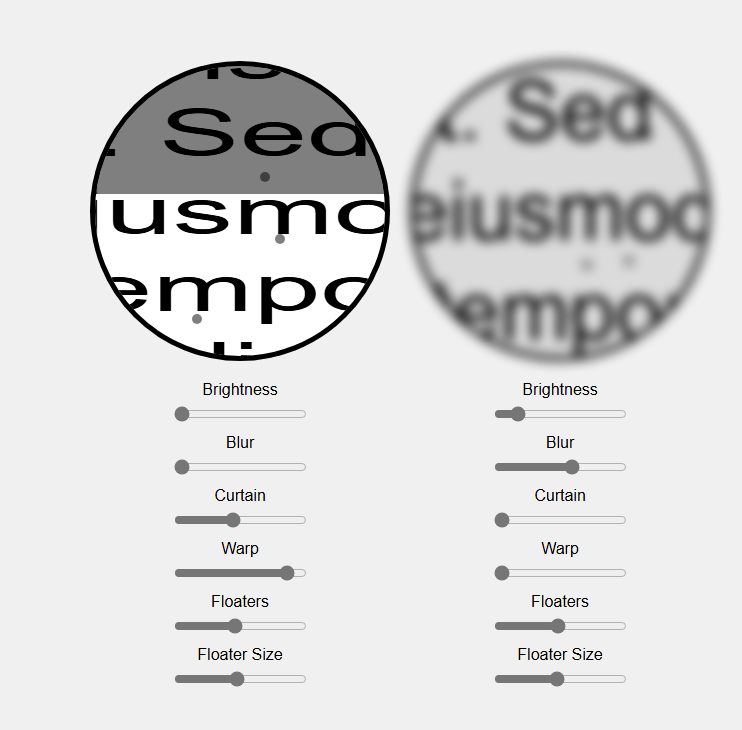 . Sed
usmo
empo
. Sed
eiusmod
tempo
Brightness
Brightness
Blur
Blur
Curtain
Curtain
Warp
Warp
Floaters
Floaters
Floater Size
Floater Size